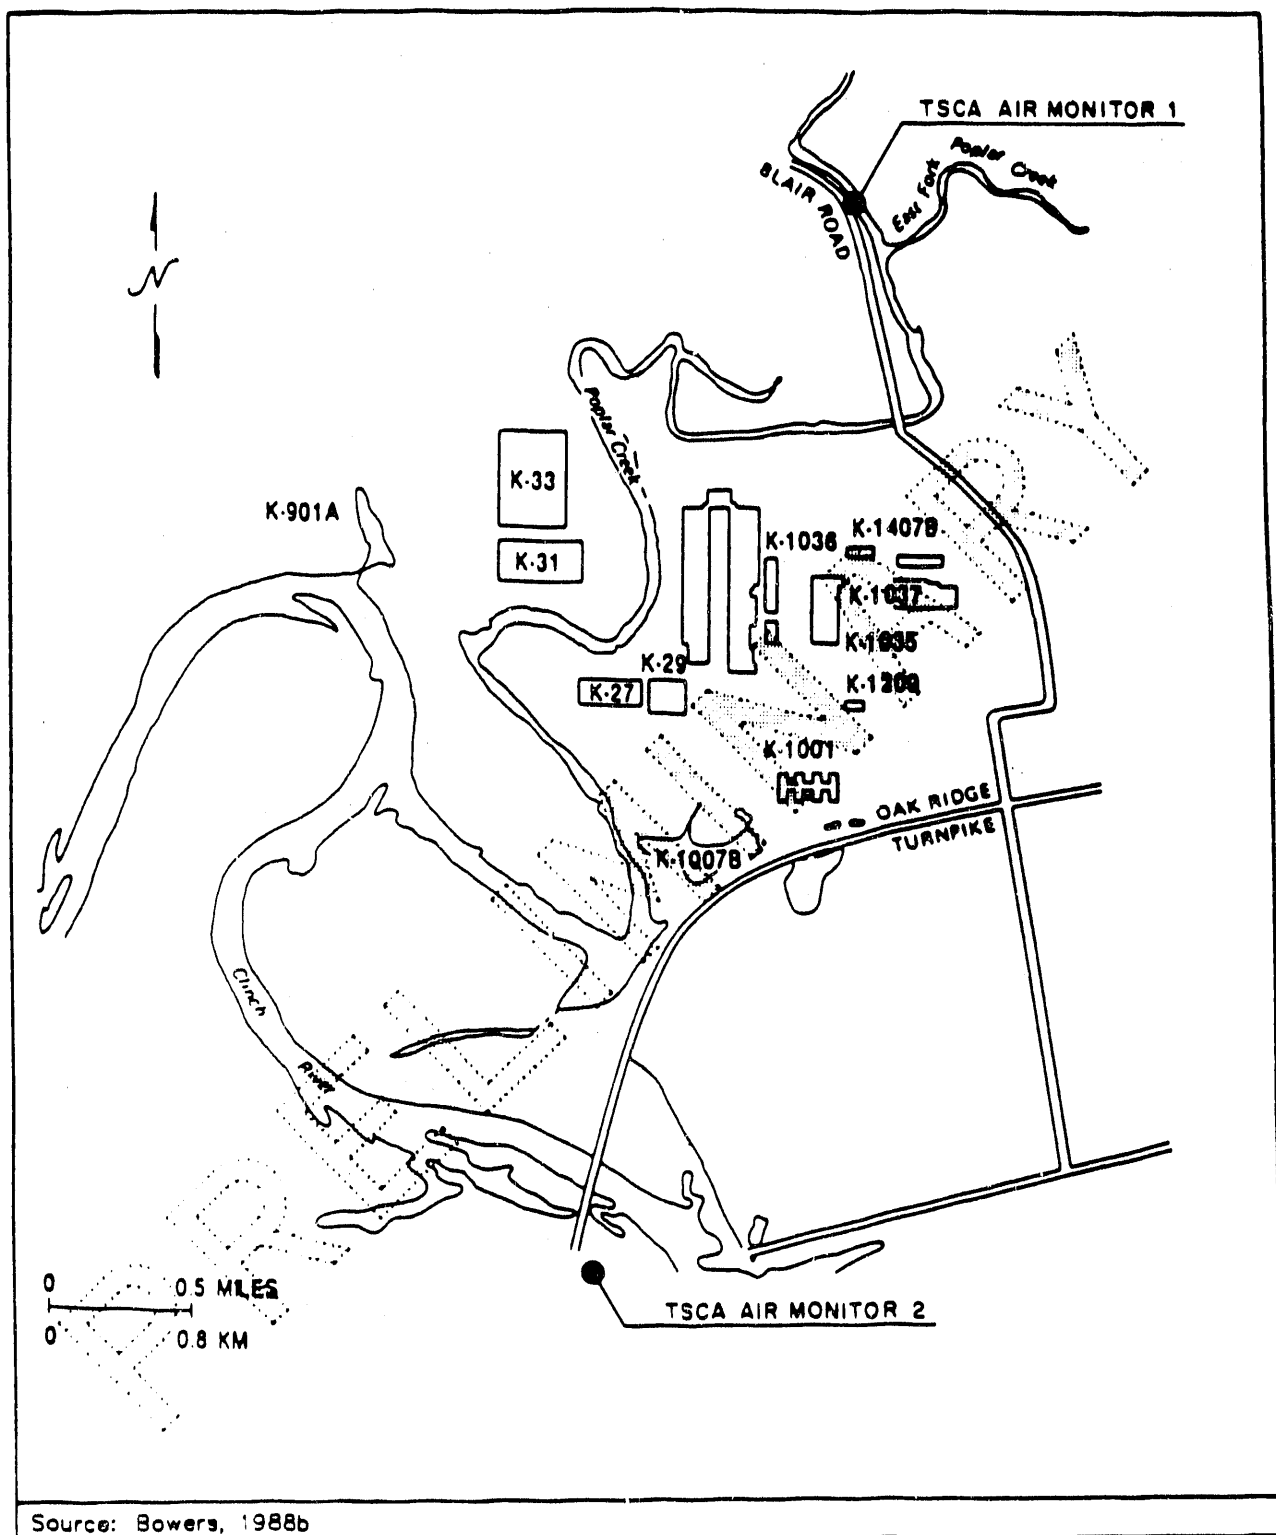 TSCA AIR MONITOR 1
Poplar Creek
East Fork
BLAIR ROAD
N
Poplar Creek
K-33
K-901A
K-31
K-1036
K-1407B
K-1037
K-1035
K-29
K-27
K-1200
K-1001
OAK RIDGE
TURNPIKE
K-1007B
Clinch
River
0 0.5 MILES
0 0.8 KM
TSCA AIR MONITOR 2
PRELIMINARY
Source: Bowers, 1988b